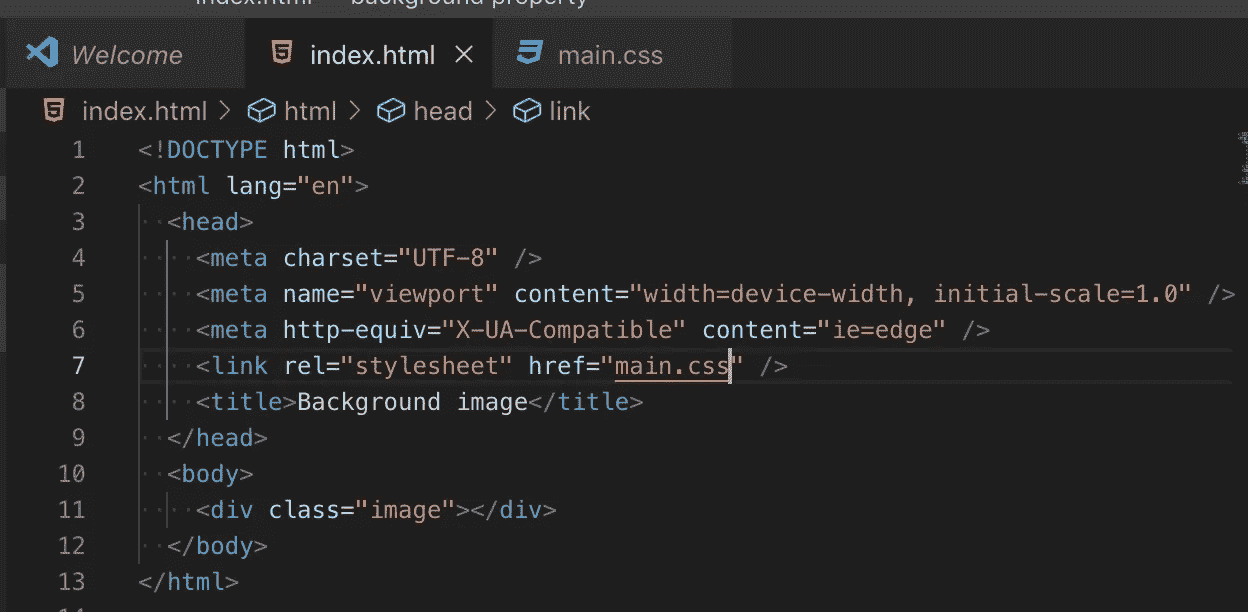 index.html — background property
Welcome index.html × main.css
index.html > html > head > link
1 <!DOCTYPE html>
2 <html lang="en">
3 <head>
4 <meta charset="UTF-8" />
5 <meta name="viewport" content="width=device-width, initial-scale=1.0" />
6 <meta http-equiv="X-UA-Compatible" content="ie=edge" />
7 <link rel="stylesheet" href="main.css" />
8 <title>Background image</title>
9 </head>
10 <body>
11 <div class="image"></div>
12 </body>
13 </html>
14